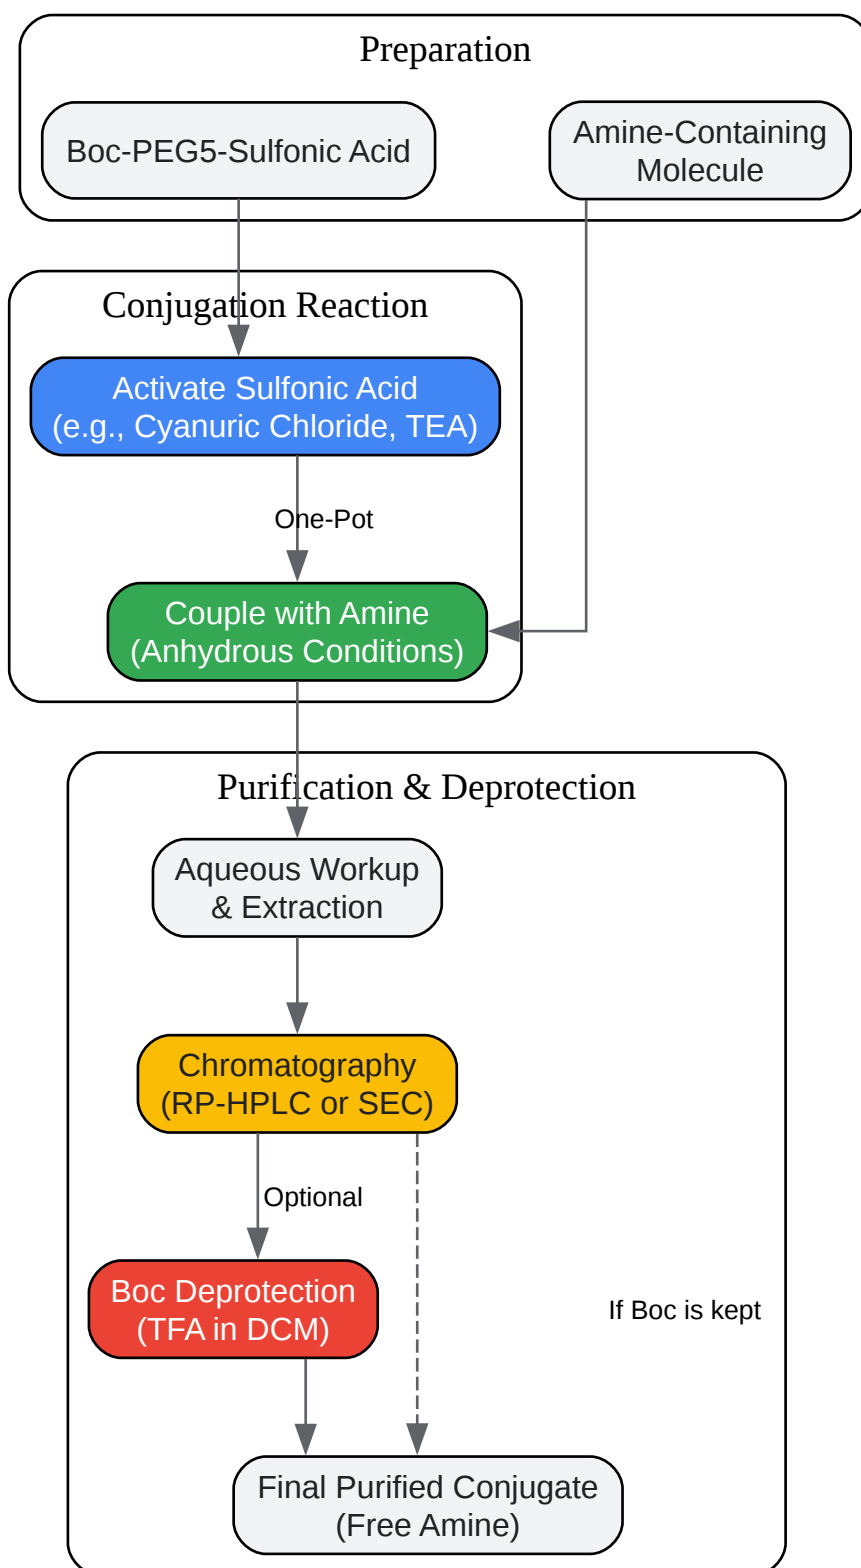 Preparation
Boc-PEG5-Sulfonic Acid
Amine-Containing
Molecule
Conjugation Reaction
Activate Sulfonic Acid
(e.g., Cyanuric Chloride, TEA)
One-Pot
Couple with Amine
(Anhydrous Conditions)
Purification & Deprotection
Aqueous Workup
& Extraction
Chromatography
(RP-HPLC or SEC)
Optional
Boc Deprotection
(TFA in DCM)
If Boc is kept
Final Purified Conjugate
(Free Amine)